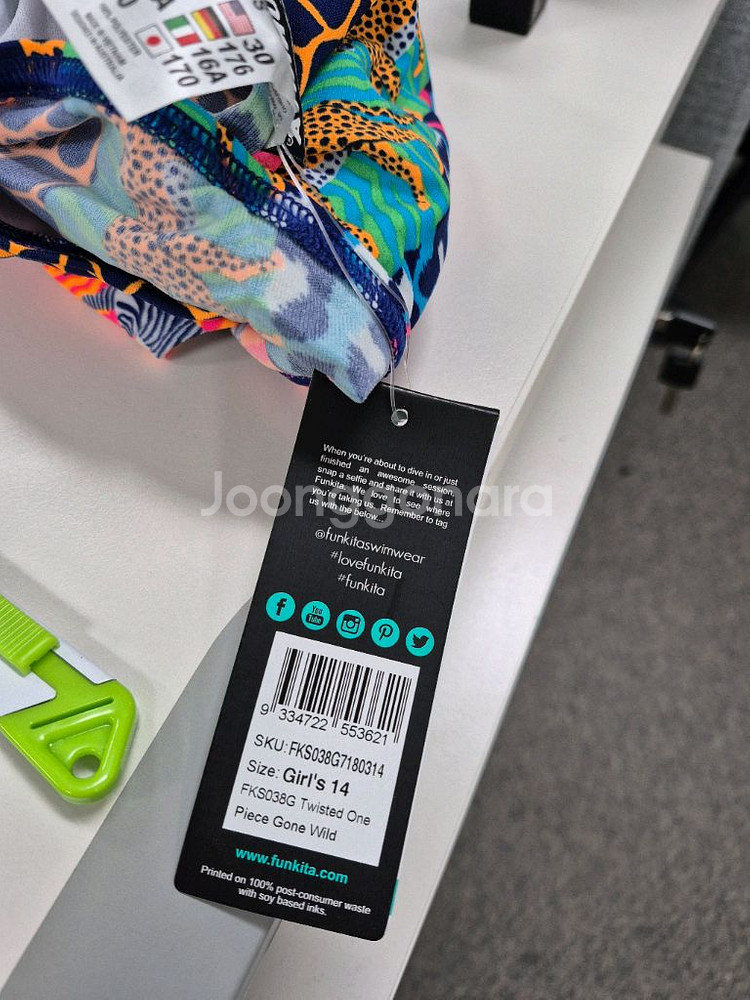 30
176
16A
170
When you're about to dive in or just
finished an awesome session,
snap a selfie and share it with us at
Funkita. We love to see where
you're taking us. Remember to tag
us with the below...
Joonggonara
@funkitaswimwear
#lovefunkita
#funkita
You
Tube
9 334722 553621
SKU: FKS038G7180314
Size: Girl's 14
FKS038G Twisted One
Piece Gone Wild
www.funkita.com
Printed on 100% post-consumer waste
with soy based inks.